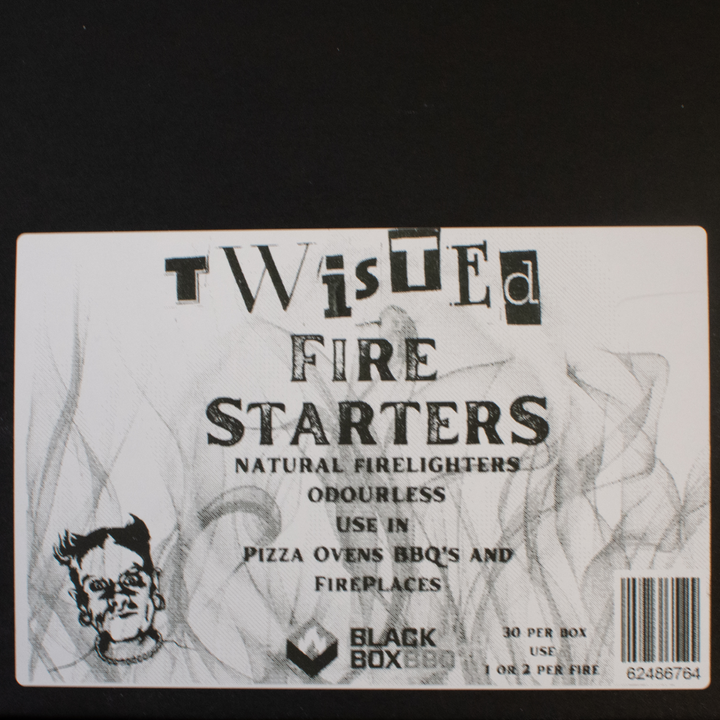 TWisTEd
FIRE
STARTERS
NATURAL FIRELIGHTERS
ODOURLESS
USE IN
PIZZA OVENS BBQ'S AND
FIREPLACES
BLACK
BOXBBQ
30 PER BOX
USE
1 OR 2 PER FIRE
62486764